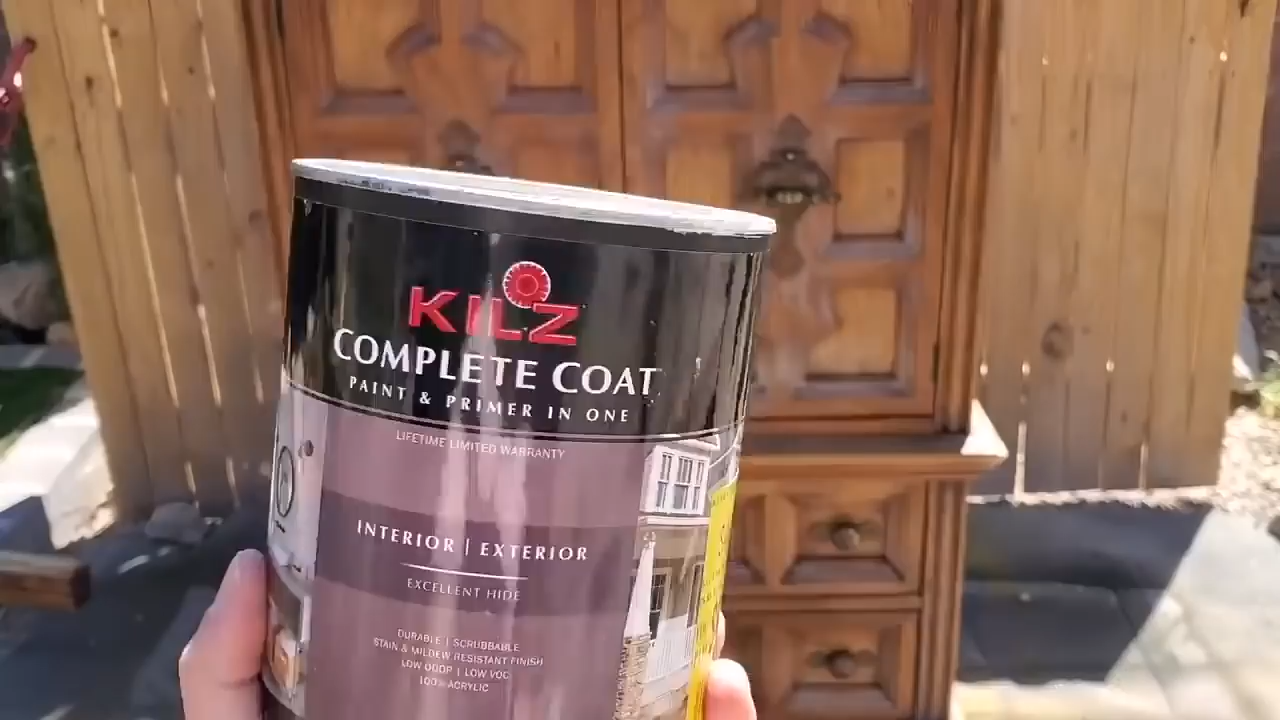 KILZ
COMPLETE COAT
PAINT & PRIMER IN ONE
LIFETIME LIMITED WARRANTY
INTERIOR | EXTERIOR
EXCELLENT HIDE
DURABLE | SCRUBBABLE
STAIN & MILDEW RESISTANT FINISH
LOW ODOR | LOW VOC
100% ACRYLIC